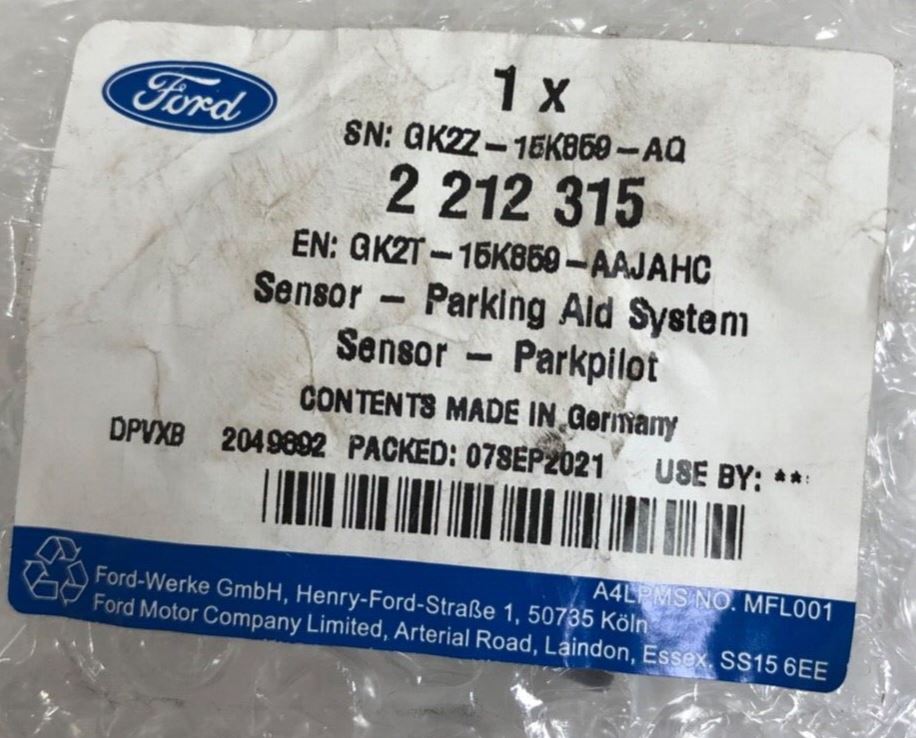 Ford
1 x
SN: GK2Z-15K859-AQ
2 212 315
EN: GK2T-15K859-AAJAHC
Sensor - Parking Aid System
Sensor - Parkpilot
CONTENTS MADE IN Germany
DPVXB 2049892 PACKED: 07SEP2021 USE BY: **
A4LPMS NO. MFL001
Ford-Werke GmbH, Henry-Ford-Straße 1, 50735 Köln
Ford Motor Company Limited, Arterial Road, Laindon, Essex, SS15 6EE